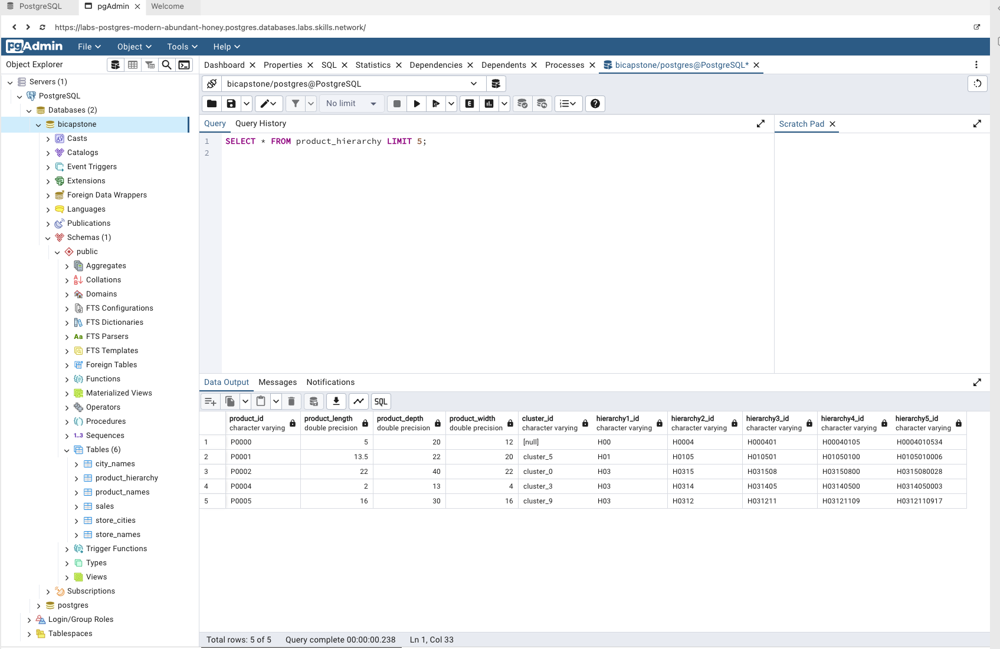 PostgreSQL pgAdmin Welcome
https://labs-postgres-modern-abundant-honey.postgres.databases.labs.skills.network/
pgAdmin File Object Tools Help
Object Explorer
Servers (1)
PostgreSQL
Databases (2)
bicapstone
Casts
Catalogs
Event Triggers
Extensions
Foreign Data Wrappers
Languages
Publications
Schemas (1)
public
Aggregates
Collations
Domains
FTS Configurations
FTS Dictionaries
Aa FTS Parsers
FTS Templates
Foreign Tables
Functions
Materialized Views
Operators
Procedures
1..3 Sequences
Tables (6)
city_names
product_hierarchy
product_names
sales
store_cities
store_names
Trigger Functions
Types
Views
Subscriptions
postgres
Login/Group Roles
Tablespaces
Dashboard Properties SQL Statistics Dependencies Dependents Processes bicapstone/postgres@PostgreSQL*
bicapstone/postgres@PostgreSQL
No limit E
Query Query History
Scratch Pad
1 SELECT * FROM product_hierarchy LIMIT 5;
2
Data Output Messages Notifications
SQL
product_id product_length product_depth product_width cluster_id hierarchy1_id hierarchy2_id hierarchy3_id hierarchy4_id hierarchy5_id
character varying double precision double precision double precision character varying character varying character varying character varying character varying character varying
1 P0000 5 20 12 [null] H00 H0004 H000401 H00040105 H0004010534
2 P0001 13.5 22 20 cluster_5 H01 H0105 H010501 H01050100 H0105010006
3 P0002 22 40 22 cluster_0 H03 H0315 H031508 H03150800 H0315080028
4 P0004 2 13 4 cluster_3 H03 H0314 H031405 H03140500 H0314050003
5 P0005 16 30 16 cluster_9 H03 H0312 H031211 H03121109 H0312110917
Total rows: 5 of 5 Query complete 00:00:00.238 Ln 1, Col 33